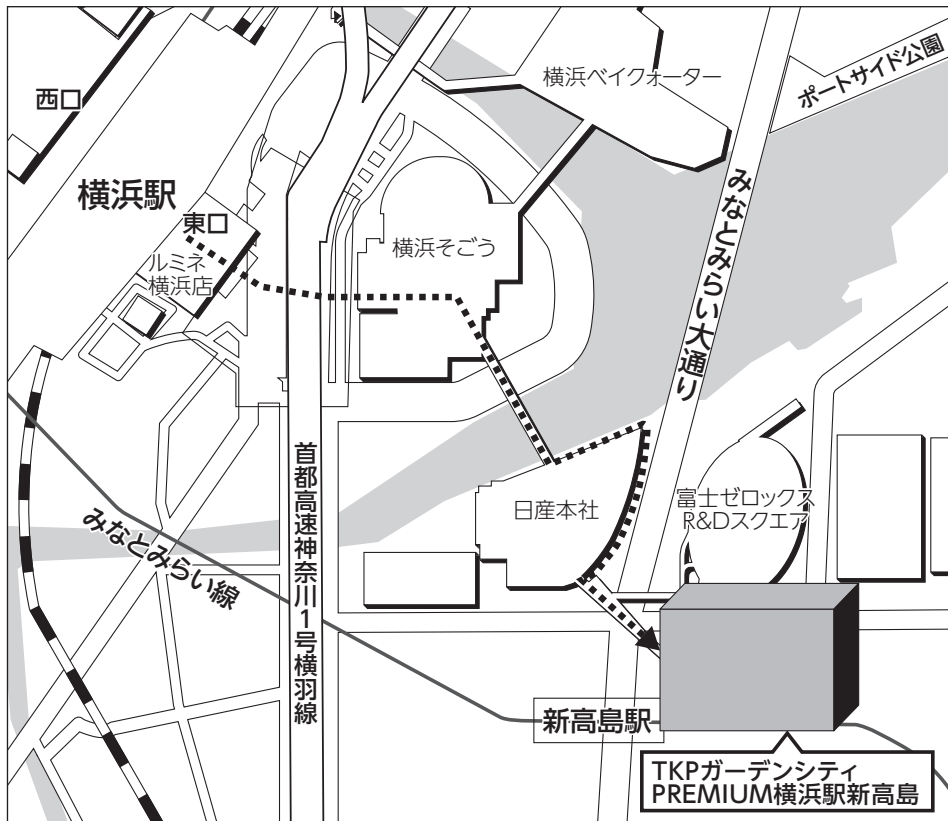 横浜ベイクォーター
ポートサイド公園
西口
横浜駅
東口
ルミネ
横浜店
横浜そごう
みなとみらい大通り
首都高速神奈川1号横羽線
日産本社
富士ゼロックス
R&Dスクエア
みなとみらい線
新高島駅
TKPガーデンシティ
PREMIUM横浜駅新高島